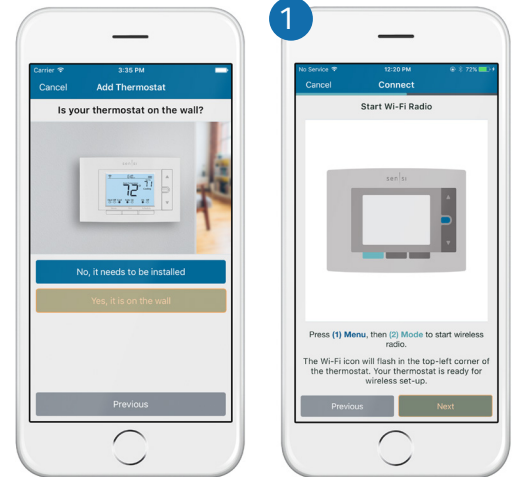 Carrier 3:35 PM
Cancel Add Thermostat
Is your thermostat on the wall?
sensi
72° 71
No, it needs to be installed
Yes, it is on the wall
Previous
1
No Service 12:20 PM 72%
Cancel Connect
Start Wi-Fi Radio
sensi
Press (1) Menu, then (2) Mode to start wireless
radio.
The Wi-Fi icon will flash in the top-left corner of
the thermostat. Your thermostat is ready for
wireless set-up.
Previous Next